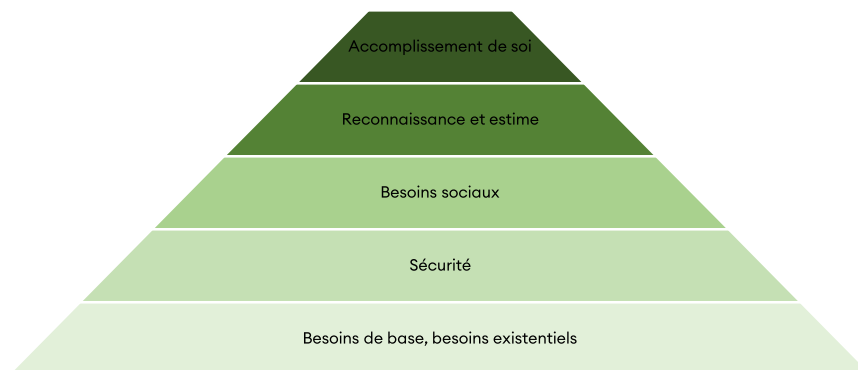 Accomplissement de soi
Reconnaissance et estime
Besoins sociaux
Sécurité
Besoins de base, besoins existentiels